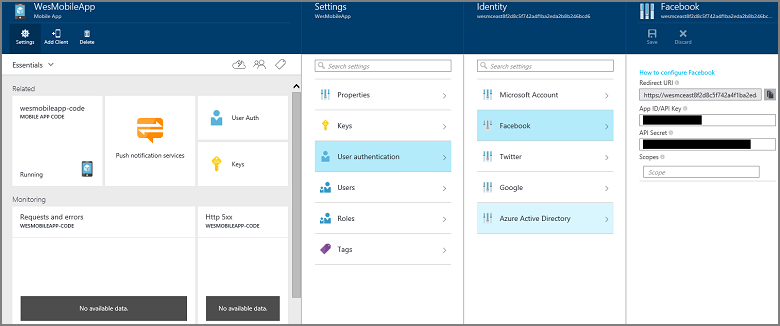 WesMobileApp
Mobile App
Settings
Add Client
Delete
Essentials
Related
wesmobileapp-code
MOBILE APP CODE
Running
Push notification services
User Auth
Keys
Monitoring
Requests and errors
WESMOBILEAPP-CODE
No available data.
Http 5xx
WESMOBILEAPP-CODE
No available data.
Settings
WesMobileApp
Search settings
Properties
Keys
User authentication
Users
Roles
Tags
Identity
wesmceast8f2d8c5f742a4f1ba2eda2b8b246bcd6
Search settings
Microsoft Account
Facebook
Twitter
Google
Azure Active Directory
Facebook
wesmceast8f2d8c5f742a4f1ba2eda2b8b246bc...
Save
Discard
How to configure Facebook
Redirect URI
https://wesmceast8f2d8c5f742a4f1ba2ed
App ID/API Key
API Secret
Scopes
Scope